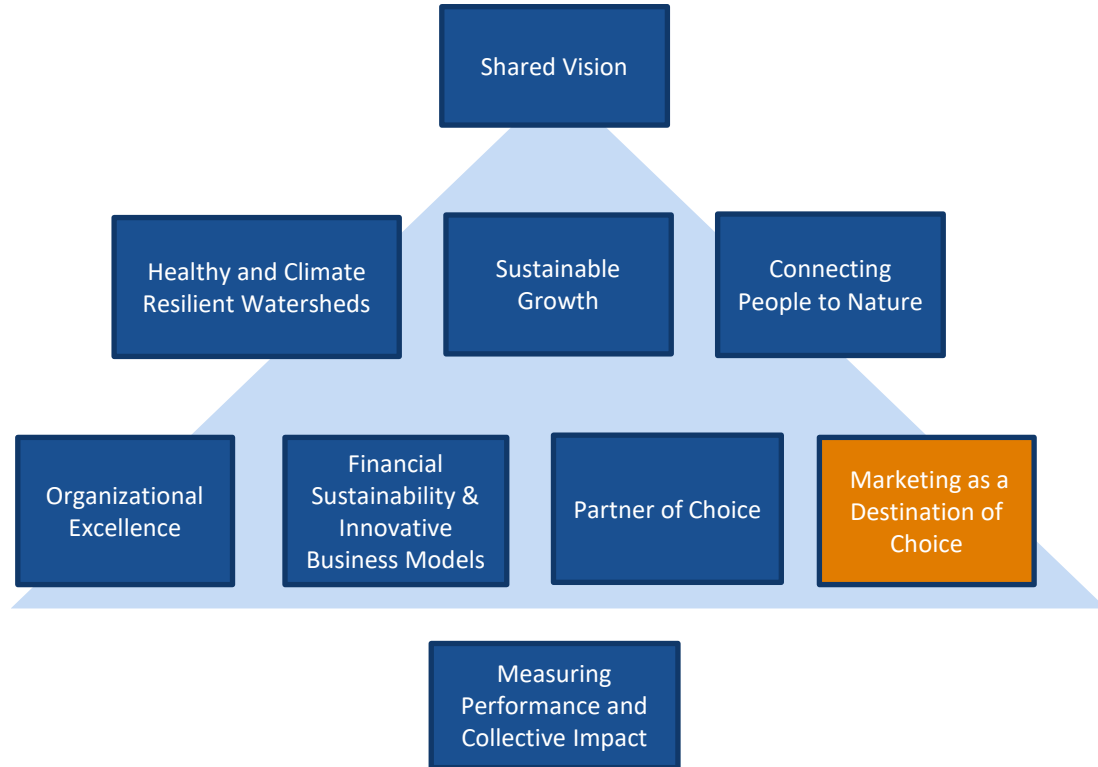 Shared Vision
Healthy and Climate
Resilient Watersheds
Sustainable
Growth
Connecting
People to Nature
Organizational
Excellence
Financial
Sustainability &
Innovative
Business Models
Partner of Choice
Marketing as a
Destination of
Choice
Measuring
Performance and
Collective Impact